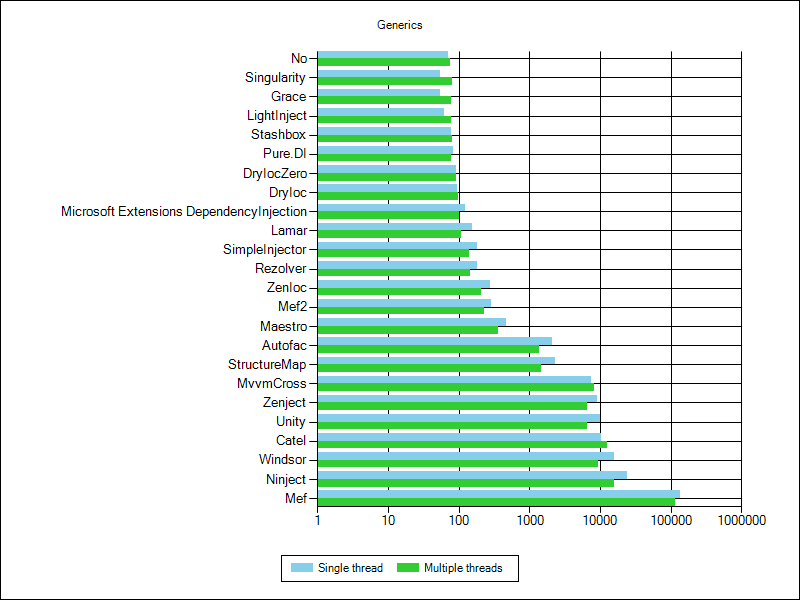 Generics
No
Singularity
Grace
LightInject
Stashbox
Pure.DI
DryIocZero
DryIoc
Microsoft Extensions DependencyInjection
Lamar
SimpleInjector
Rezolver
ZenIoc
Mef2
Maestro
Autofac
StructureMap
MvvmCross
Zenject
Unity
Catel
Windsor
Ninject
Mef
1 10 100 1000 10000 100000 1000000
Single thread Multiple threads